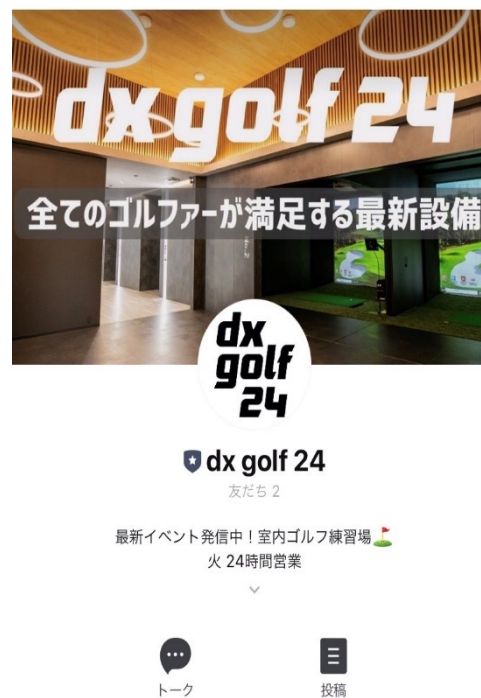 dx golf 24
全てのゴルファーが満足する最新設備
dx
golf
24
dx golf 24
友だち 2
最新イベント発信中！室内ゴルフ練習場
火 24時間営業
トーク
投稿